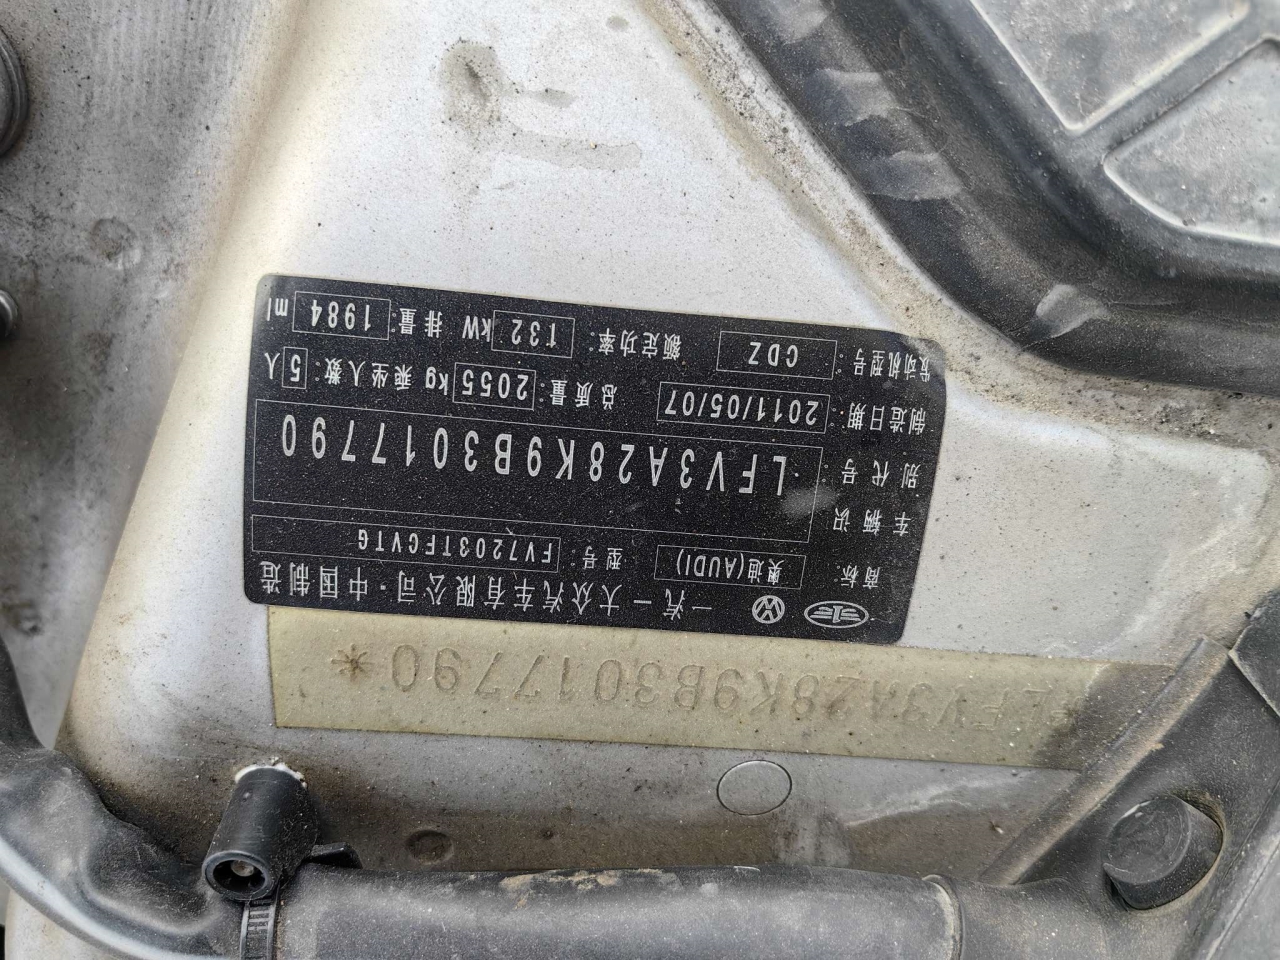 一汽一大众汽车有限公司·中国制造
商标: 奥迪(AUDI) 型号: FV7203TFCVTG
车辆识别代号: LFV3A28K9B3017790
制造日期: 2011/05/07 总质量: 2055 kg 乘坐人数: 5 人
发动机型号: CDZ 额定功率: 132 kW 排量: 1984 ml
LFV3A28K9B3017790*